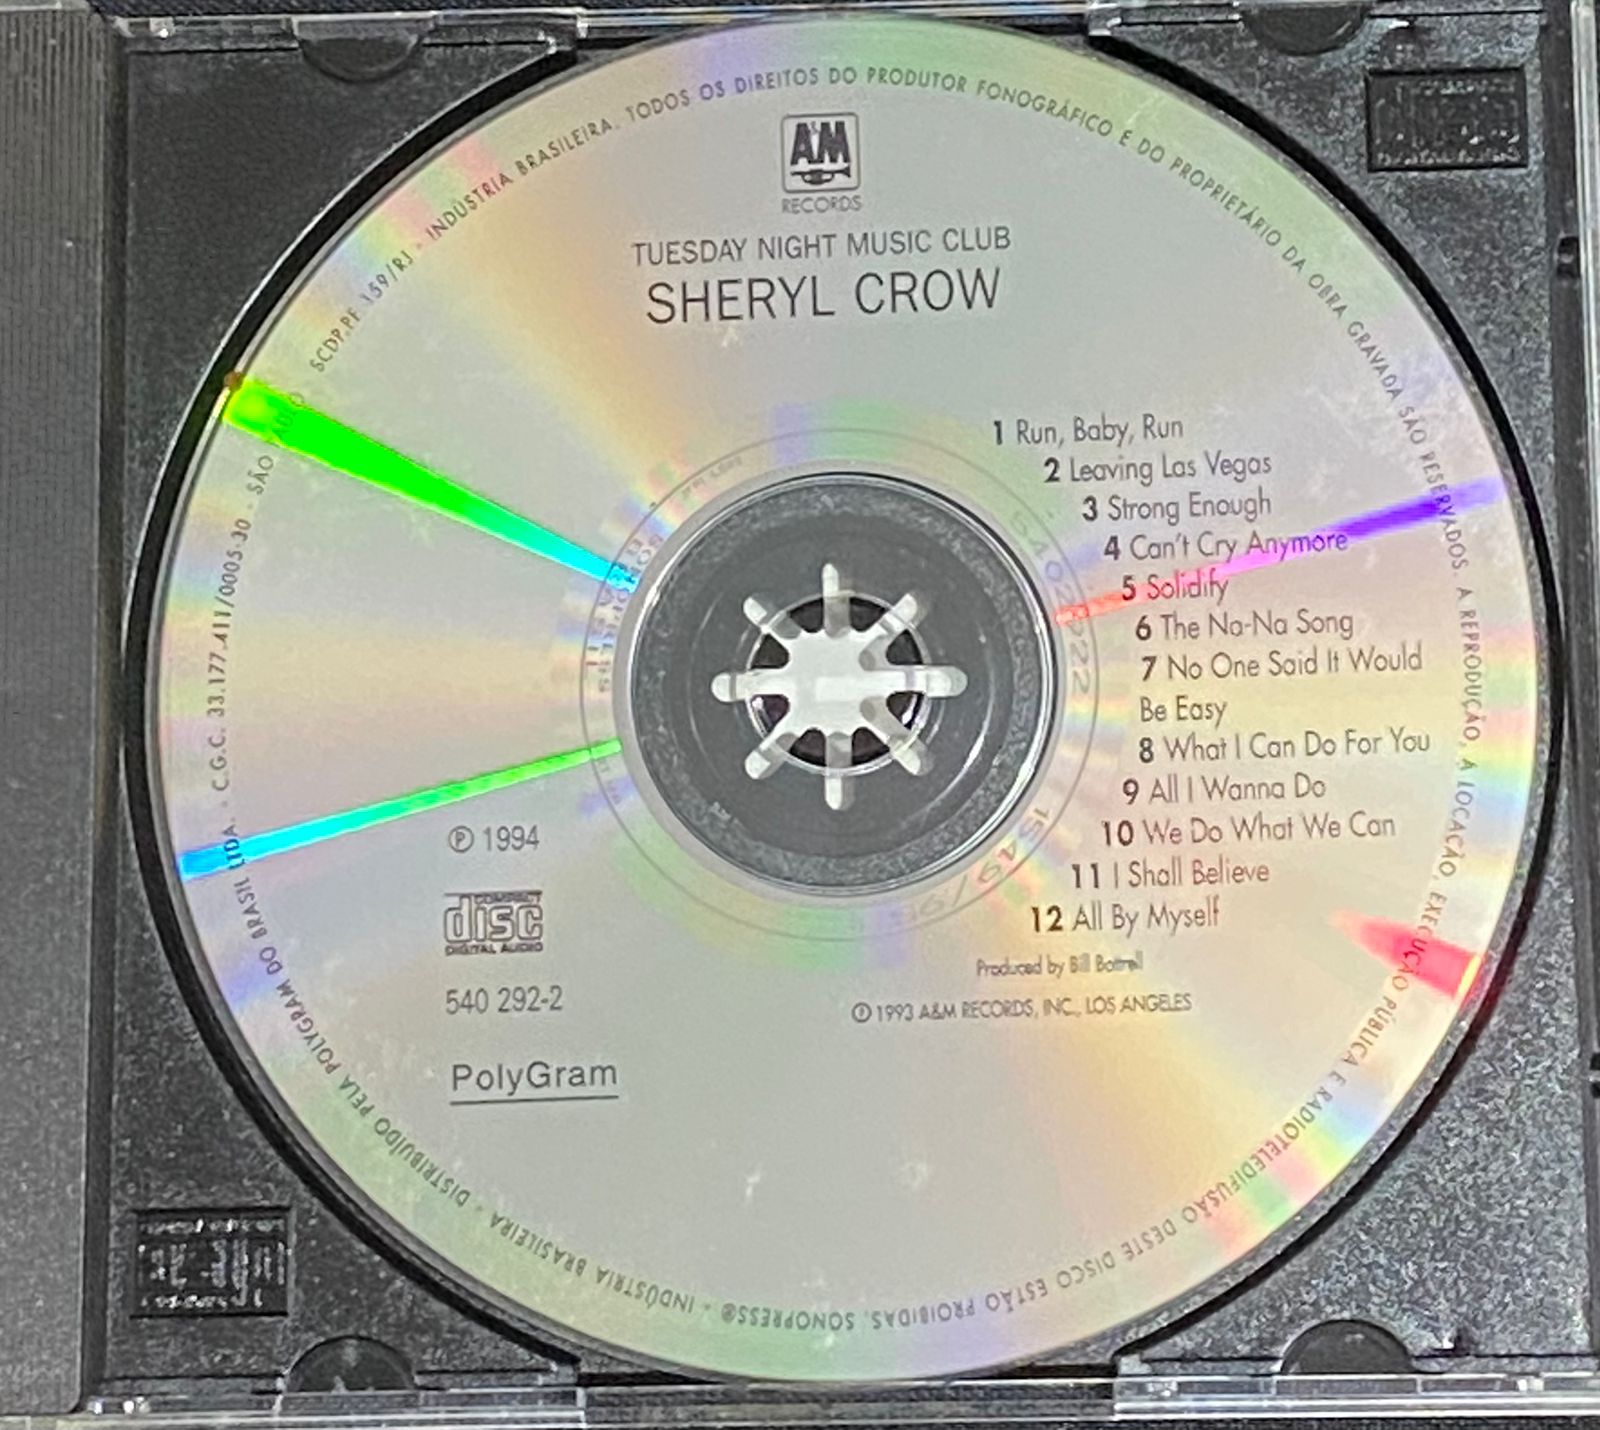 A&M
RECORDS
TUESDAY NIGHT MUSIC CLUB
SHERYL CROW
1 Run, Baby, Run
2 Leaving Las Vegas
3 Strong Enough
4 Can't Cry Anymore
5 Solidify
6 The Na-Na Song
7 No One Said It Would
Be Easy
8 What I Can Do For You
9 All I Wanna Do
10 We Do What We Can
11 I Shall Believe
12 All By Myself
Produced by Bill Bottrell
℗ 1993 A&M RECORDS, INC., LOS ANGELES
℗ 1994
COMPACT
disc
DIGITAL AUDIO
540 292-2
PolyGram
INDÚSTRIA BRASILEIRA. TODOS OS DIREITOS DO PRODUTOR FONOGRÁFICO E DO PROPRIETÁRIO DA OBRA GRAVADA SÃO RESERVADOS. A REPRODUÇÃO, A LOCAÇÃO, EXECUÇÃO PÚBLICA E RADIOTELEDIFUSÃO DESTE DISCO ESTÃO PROIBIDAS. SONOPRESS® - INDÚSTRIA BRASILEIRA - DISTRIBUÍDO PELA POLYGRAM DO BRASIL LTDA. - C.G.C. 33.177.411/0005-30 - SÃO PAULO SCDP.PF 159/RJ -